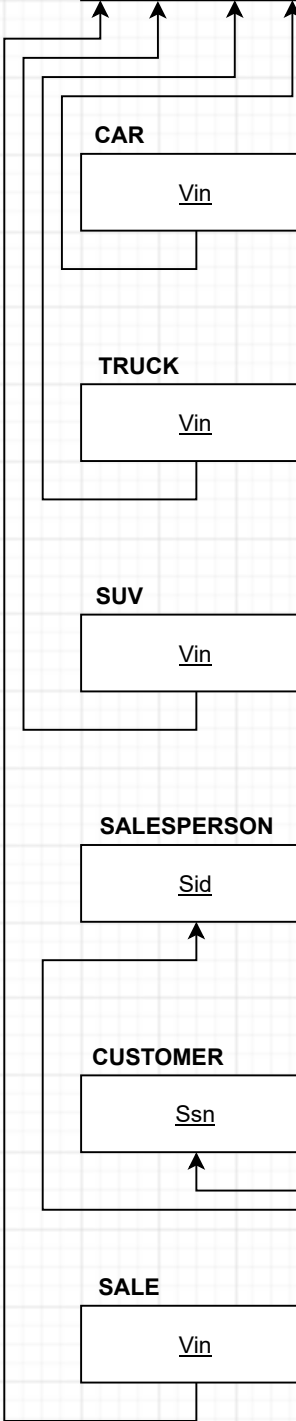 CAR
Vin
TRUCK
Vin
SUV
Vin
SALESPERSON
Sid
CUSTOMER
Ssn
SALE
Vin